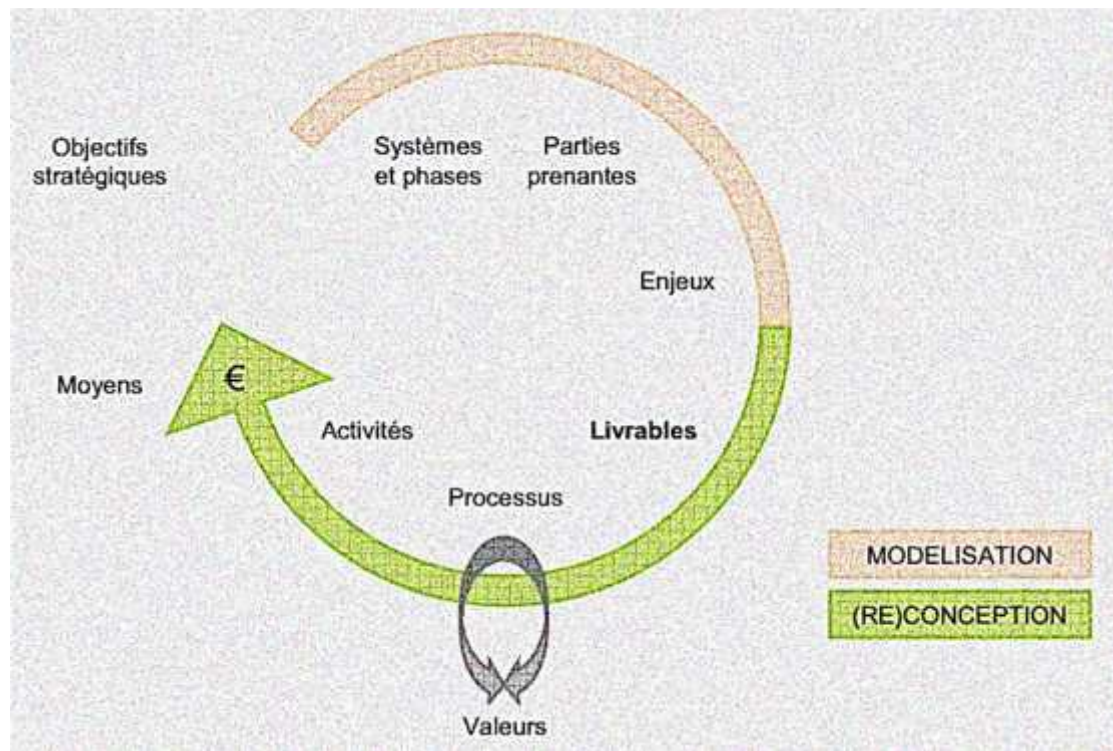 Objectifs
stratégiques
Systèmes
et phases
Parties
prenantes
Enjeux
Moyens
€
Activités
Livrables
Processus
Valeurs
MODELISATION
(RE)CONCEPTION